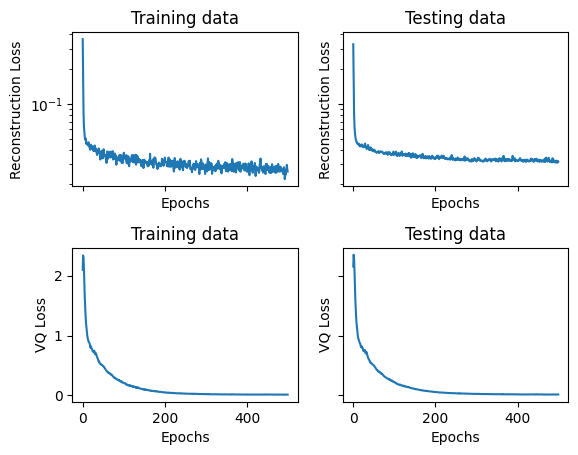 Training data
Testing data
Reconstruction Loss
Reconstruction Loss
10⁻¹
Epochs
Epochs
Training data
Testing data
VQ Loss
VQ Loss
2
1
0
0
200
400
0
200
400
Epochs
Epochs